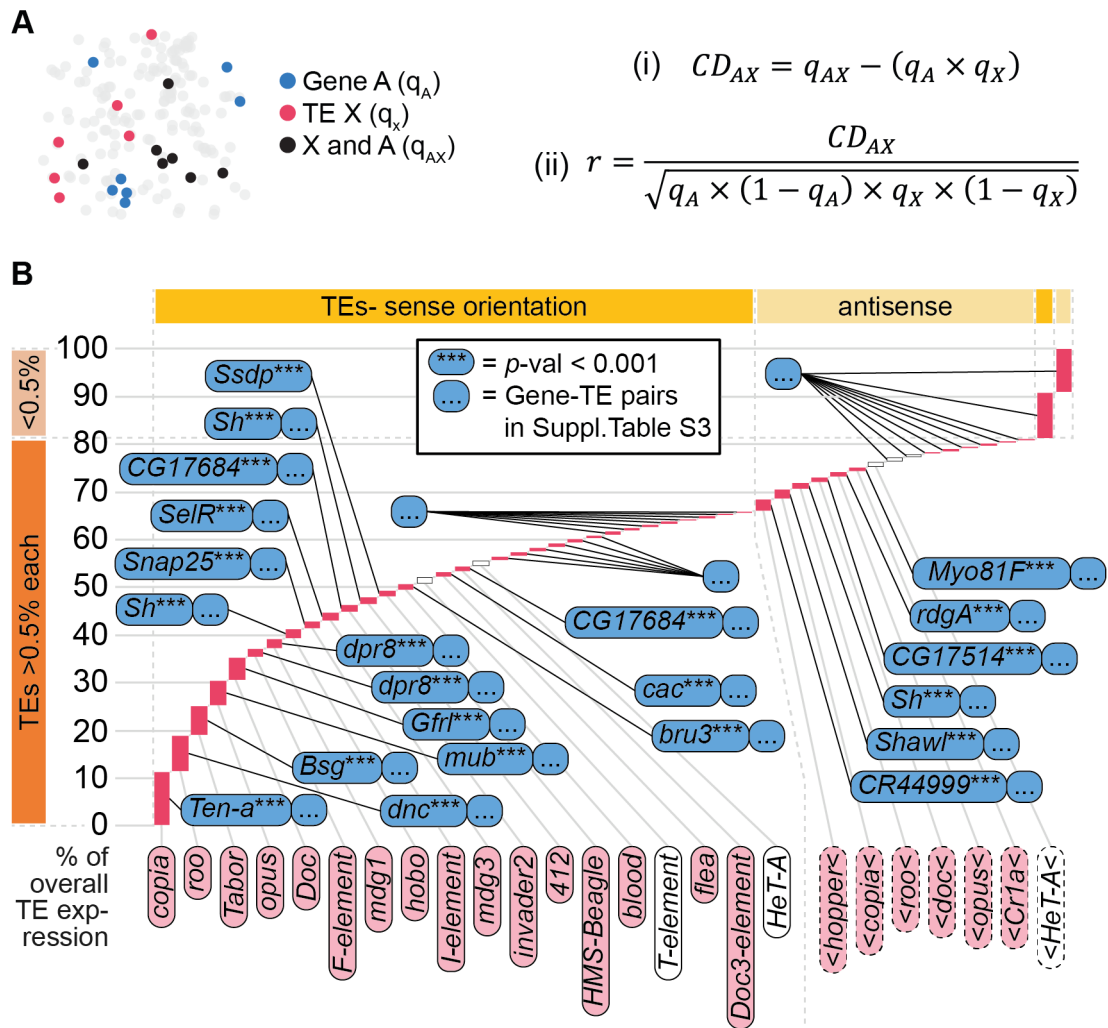 A
Gene A (qA)
TE X (qx)
X and A (qAX)
(i) CDAX = qAX − (qA × qX)
(ii) r = CDAX / √qA × (1 − qA) × qX × (1 − qX)
B
TEs- sense orientation
antisense
*** = p-val < 0.001
... = Gene-TE pairs
in Suppl.Table S3
<0.5%
TEs >0.5% each
100
90
80
70
60
50
40
30
20
10
0
Ssdp***
Sh*** ...
CG17684*** ...
SelR*** ...
Snap25*** ...
Sh*** ...
...
...
...
dpr8*** ...
dpr8*** ...
Gfrl*** ...
mub*** ...
Bsg*** ...
Ten-a*** ...
dnc*** ...
CG17684*** ...
cac*** ...
bru3*** ...
Myo81F*** ...
rdgA*** ...
CG17514*** ...
Sh*** ...
Shawl*** ...
CR44999*** ...
% of
overall
TE exp-
ression
copia
roo
Tabor
opus
Doc
F-element
mdg1
hobo
I-element
mdg3
invader2
412
HMS-Beagle
blood
T-element
flea
Doc3-element
HeT-A
<hopper<
<copia<
<roo<
<doc<
<opus<
<Cr1a<
<HeT-A<